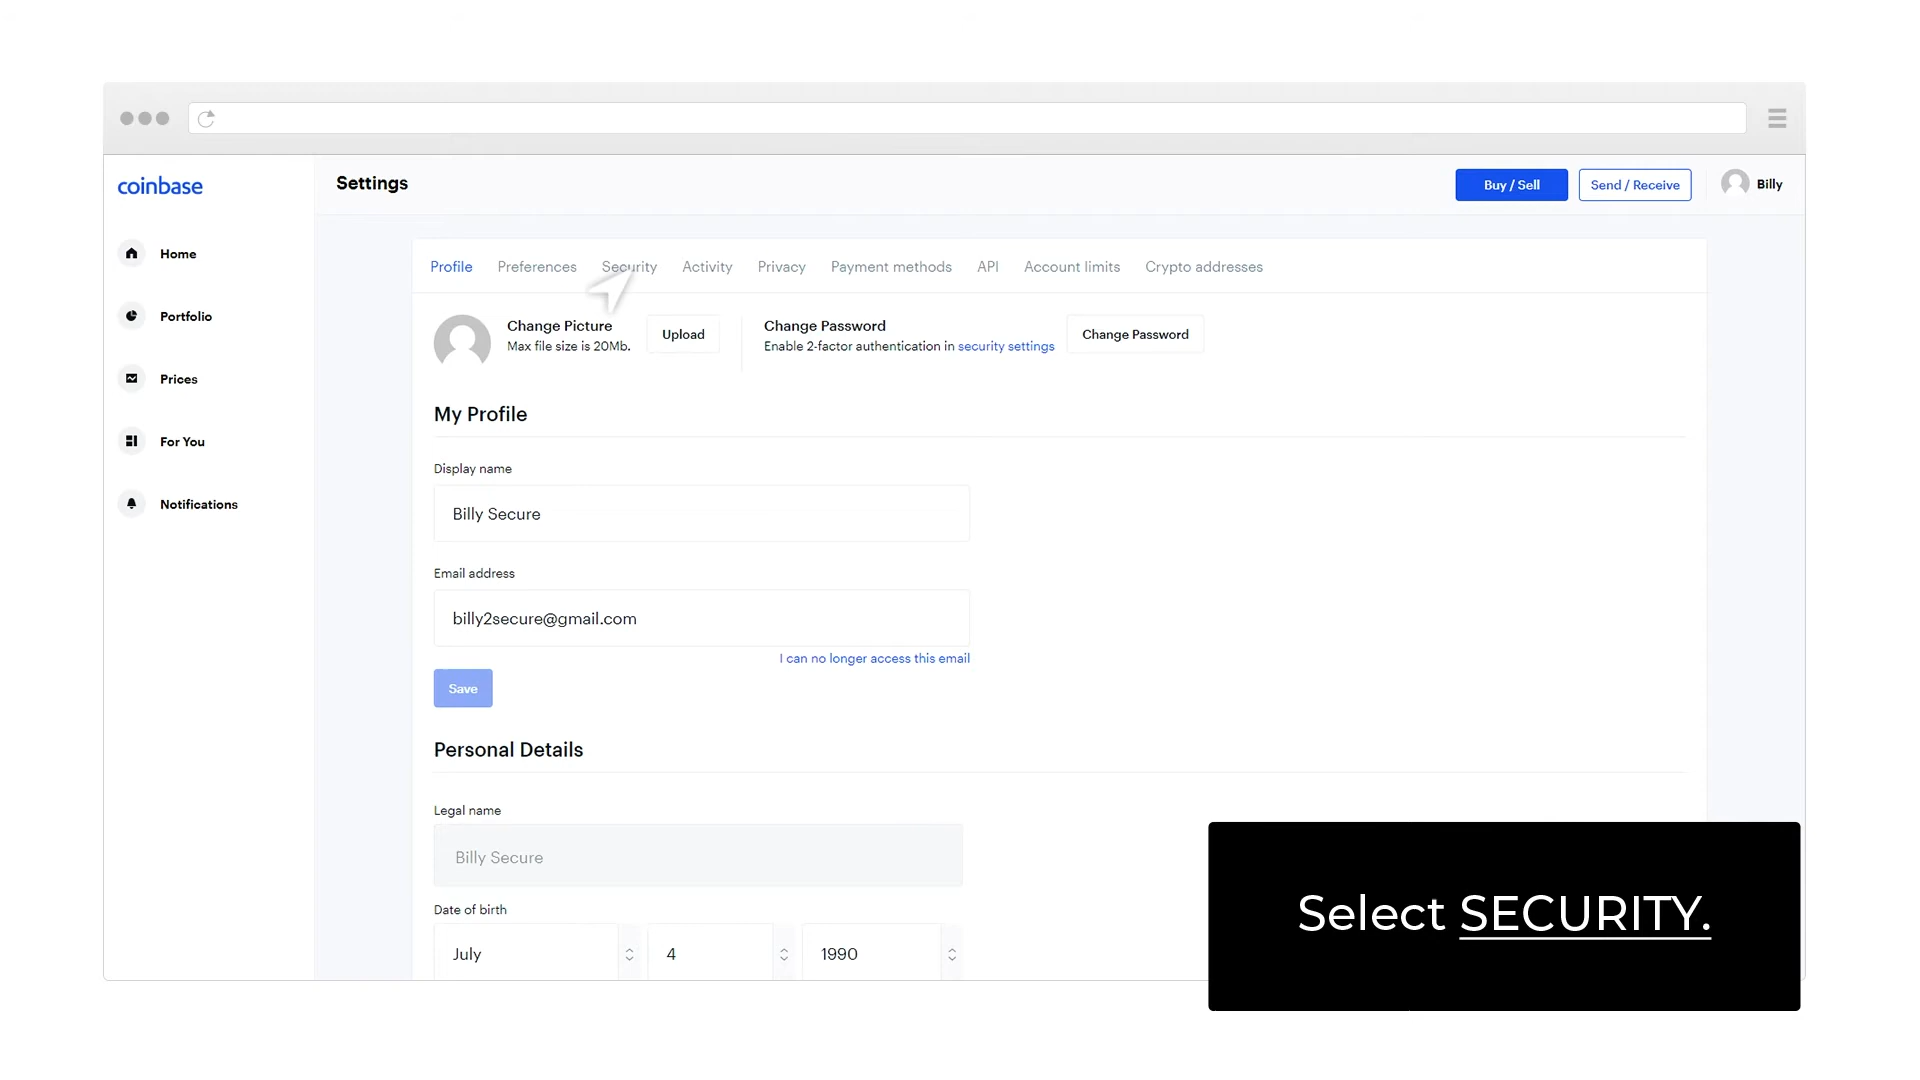 coinbase
Settings
Buy / Sell
Send / Receive
Billy
Home
Portfolio
Prices
For You
Notifications
Profile Preferences Security Activity Privacy Payment methods API Account limits Crypto addresses
Change Picture
Max file size is 20Mb.
Upload
Change Password
Enable 2-factor authentication in security settings
Change Password
My Profile
Display name
Billy Secure
Email address
billy2secure@gmail.com
I can no longer access this email
Save
Personal Details
Legal name
Billy Secure
Date of birth
July 4 1990
Select SECURITY.